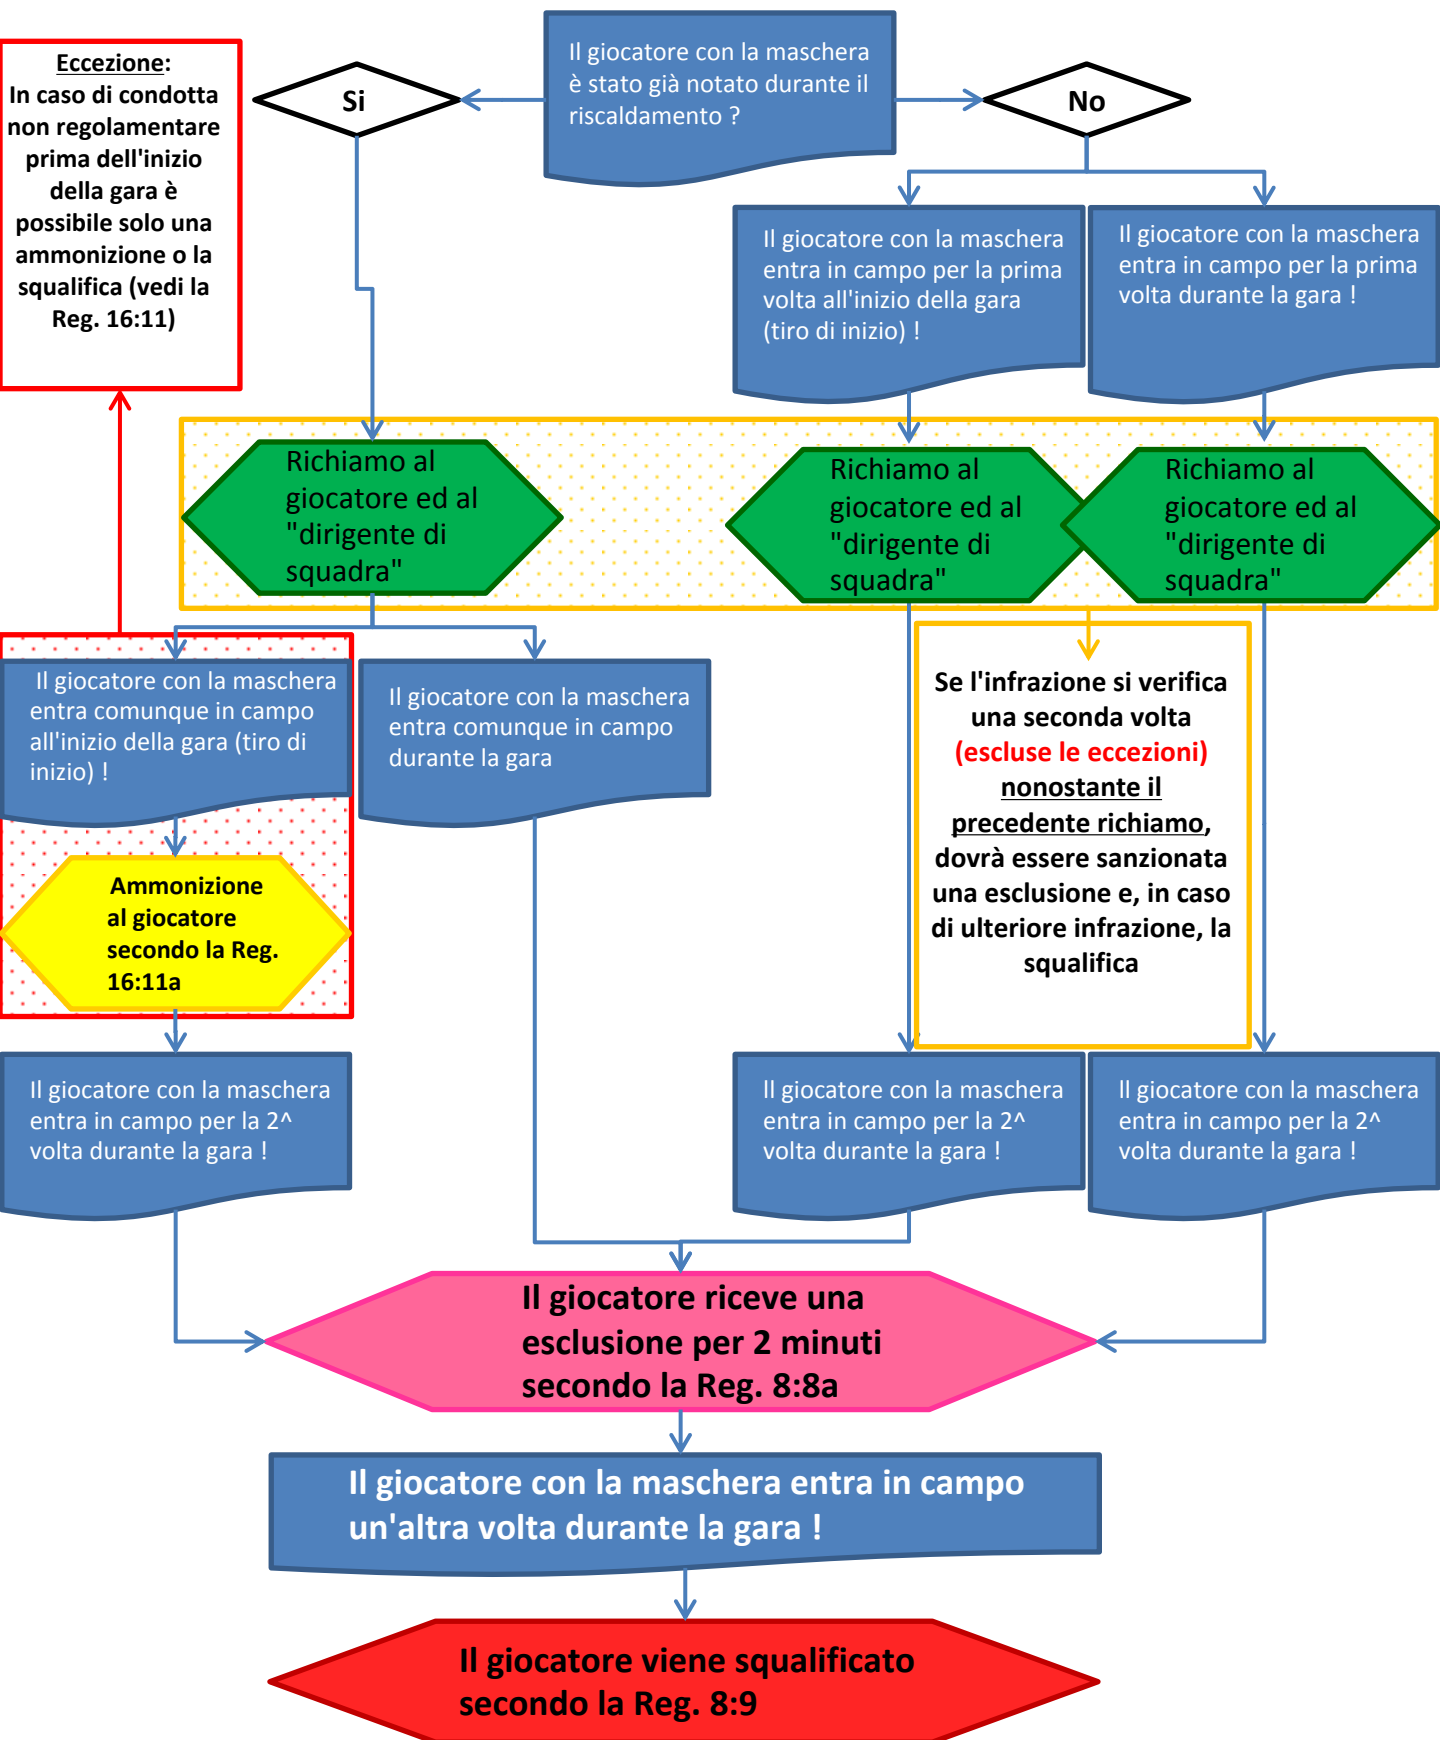 Il giocatore con la maschera
è stato già notato durante il
riscaldamento ?
Si
No
Eccezione:
In caso di condotta
non regolamentare
prima dell'inizio
della gara è
possibile solo una
ammonizione o la
squalifica (vedi la
Reg. 16:11)
Il giocatore con la maschera
entra in campo per la prima
volta all'inizio della gara
(tiro di inizio) !
Il giocatore con la maschera
entra in campo per la prima
volta durante la gara !
Richiamo al
giocatore ed al
"dirigente di
squadra"
Richiamo al
giocatore ed al
"dirigente di
squadra"
Richiamo al
giocatore ed al
"dirigente di
squadra"
Il giocatore con la maschera
entra comunque in campo
all'inizio della gara (tiro di
inizio) !
Il giocatore con la maschera
entra comunque in campo
durante la gara
Se l'infrazione si verifica
una seconda volta
(escluse le eccezioni)
nonostante il
precedente richiamo,
dovrà essere sanzionata
una esclusione e, in caso
di ulteriore infrazione, la
squalifica
Ammonizione
al giocatore
secondo la Reg.
16:11a
Il giocatore con la maschera
entra in campo per la 2^
volta durante la gara !
Il giocatore con la maschera
entra in campo per la 2^
volta durante la gara !
Il giocatore con la maschera
entra in campo per la 2^
volta durante la gara !
Il giocatore riceve una
esclusione per 2 minuti
secondo la Reg. 8:8a
Il giocatore con la maschera entra in campo
un'altra volta durante la gara !
Il giocatore viene squalificato
secondo la Reg. 8:9